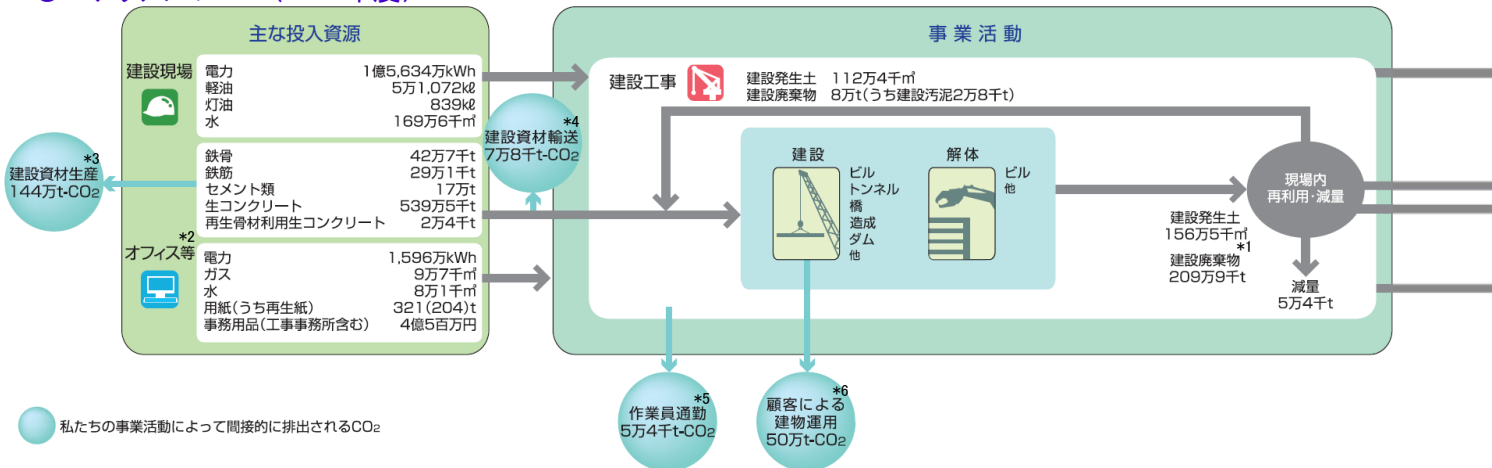 主な投入資源
建設現場
電力 1億5,634万kWh
軽油 5万1,072kℓ
灯油 839kℓ
水 169万6千㎥
鉄骨 42万7千t
鉄筋 29万1千t
セメント類 17万t
生コンクリート 539万5千t
再生骨材利用生コンクリート 2万4千t
*2
オフィス等
電力 1,596万kWh
ガス 9万7千㎥
水 8万1千㎥
用紙(うち再生紙) 321(204)t
事務用品(工事事務所含む) 4億5百万円
*3
建設資材生産
144万t-CO2
*4
建設資材輸送
7万8千t-CO2
事業活動
建設工事
建設発生土 112万4千㎥
建設廃棄物 8万t(うち建設汚泥2万8千t)
建設
ビル
トンネル
橋
造成
ダム
他
解体
ビル
他
現場内
再利用・減量
建設発生土
156万5千㎥
*1
建設廃棄物
209万9千t
減量
5万4千t
*5
作業員通勤
5万4千t-CO2
*6
顧客による
建物運用
50万t-CO2
私たちの事業活動によって間接的に排出されるCO2